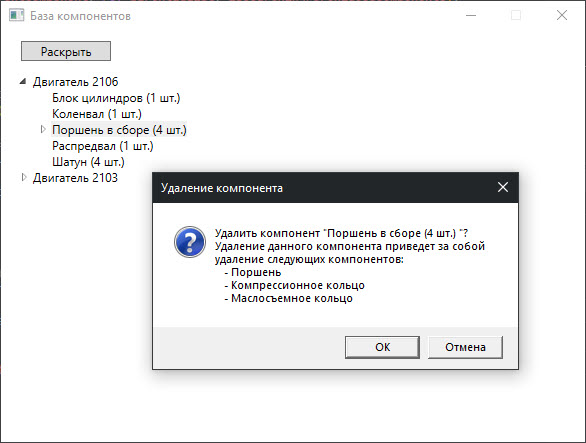 База компонентов
Раскрыть
Двигатель 2106
Блок цилиндров (1 шт.)
Коленвал (1 шт.)
Поршень в сборе (4 шт.)
Распредвал (1 шт.)
Шатун (4 шт.)
Двигатель 2103
Удаление компонента
Удалить компонент "Поршень в сборе (4 шт.) "?
Удаление данного компонента приведет за собой
удаление следующих компонентов:
- Поршень
- Компрессионное кольцо
- Маслосъемное кольцо
ОК
Отмена